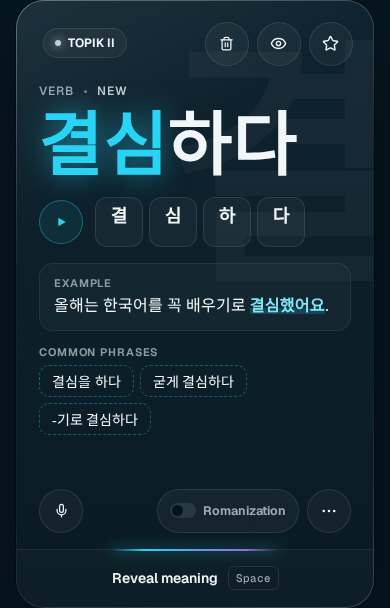 TOPIK II
VERB • NEW
결심하다
결 심 하 다
EXAMPLE
올해는 한국어를 꼭 배우기로 결심했어요.
COMMON PHRASES
결심을 하다 굳게 결심하다
-기로 결심하다
Romanization
Reveal meaning Space